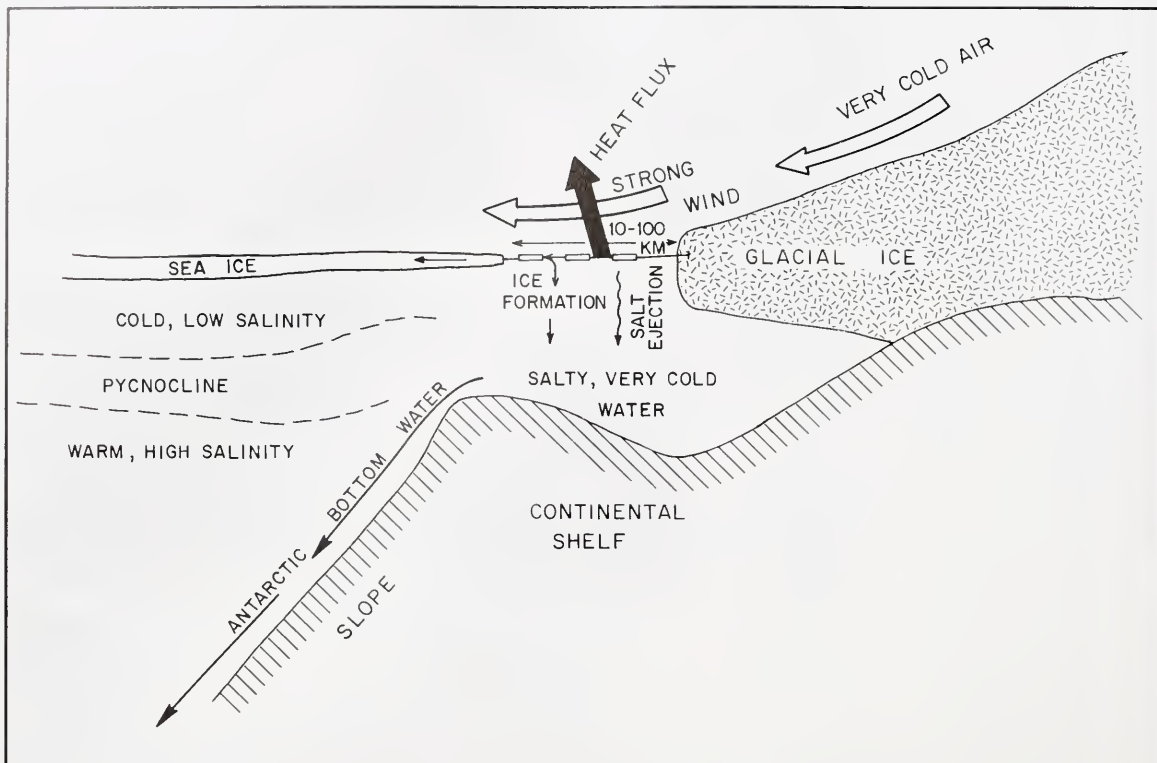 VERY COLD AIR
HEAT FLUX
STRONG
WIND
10-100
KM
SEA ICE
ICE
FORMATION
SALT
EJECTION
GLACIAL ICE
COLD, LOW SALINITY
PYCNOCLINE
WARM, HIGH SALINITY
SALTY, VERY COLD
WATER
ANTARCTIC BOTTOM WATER
SLOPE
CONTINENTAL
SHELF